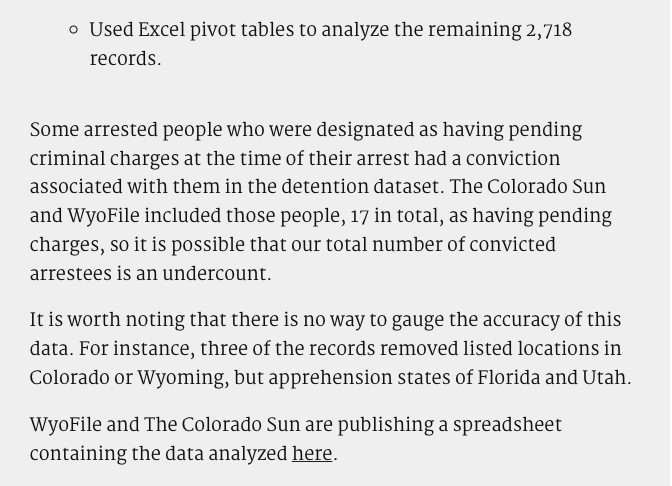 ◦ Used Excel pivot tables to analyze the remaining 2,718
records.
Some arrested people who were designated as having pending
criminal charges at the time of their arrest had a conviction
associated with them in the detention dataset. The Colorado Sun
and WyoFile included those people, 17 in total, as having pending
charges, so it is possible that our total number of convicted
arrestees is an undercount.
It is worth noting that there is no way to gauge the accuracy of this
data. For instance, three of the records removed listed locations in
Colorado or Wyoming, but apprehension states of Florida and Utah.
WyoFile and The Colorado Sun are publishing a spreadsheet
containing the data analyzed here.